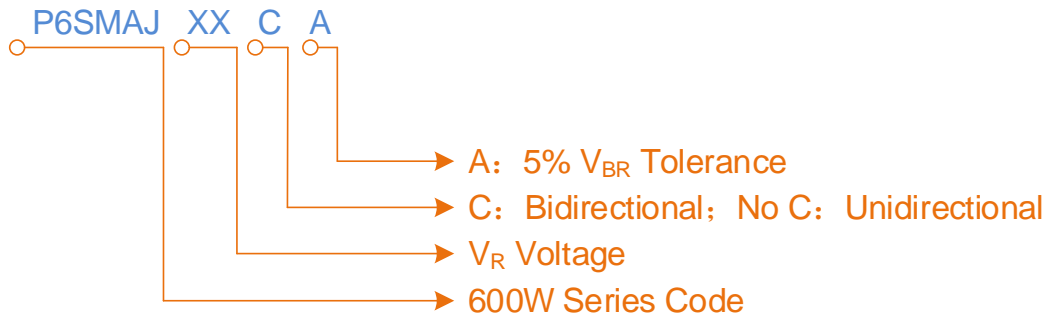 P6SMAJ XX C A
A：5% VBR Tolerance
C：Bidirectional；No C：Unidirectional
VR Voltage
600W Series Code